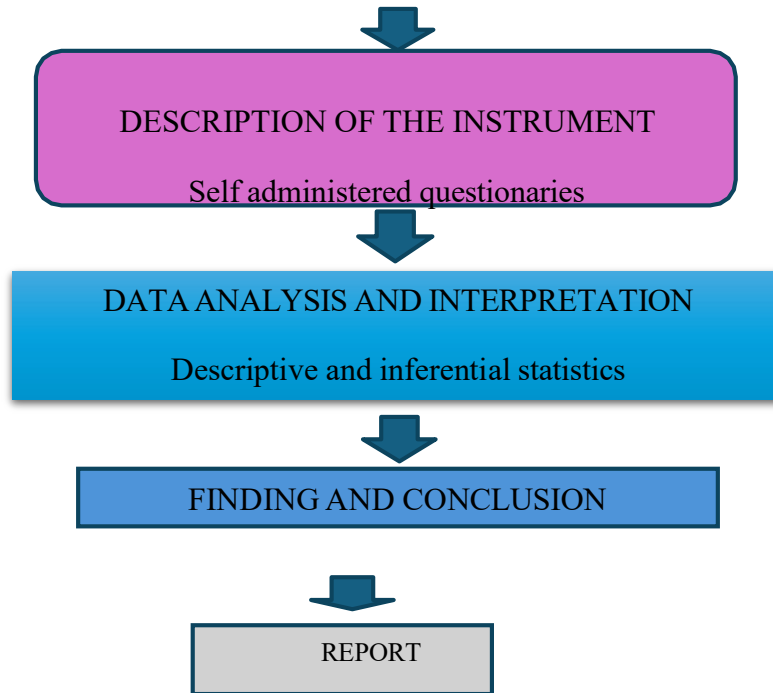 DESCRIPTION OF THE INSTRUMENT
Self administered questionaries
DATA ANALYSIS AND INTERPRETATION
Descriptive and inferential statistics
FINDING AND CONCLUSION
REPORT